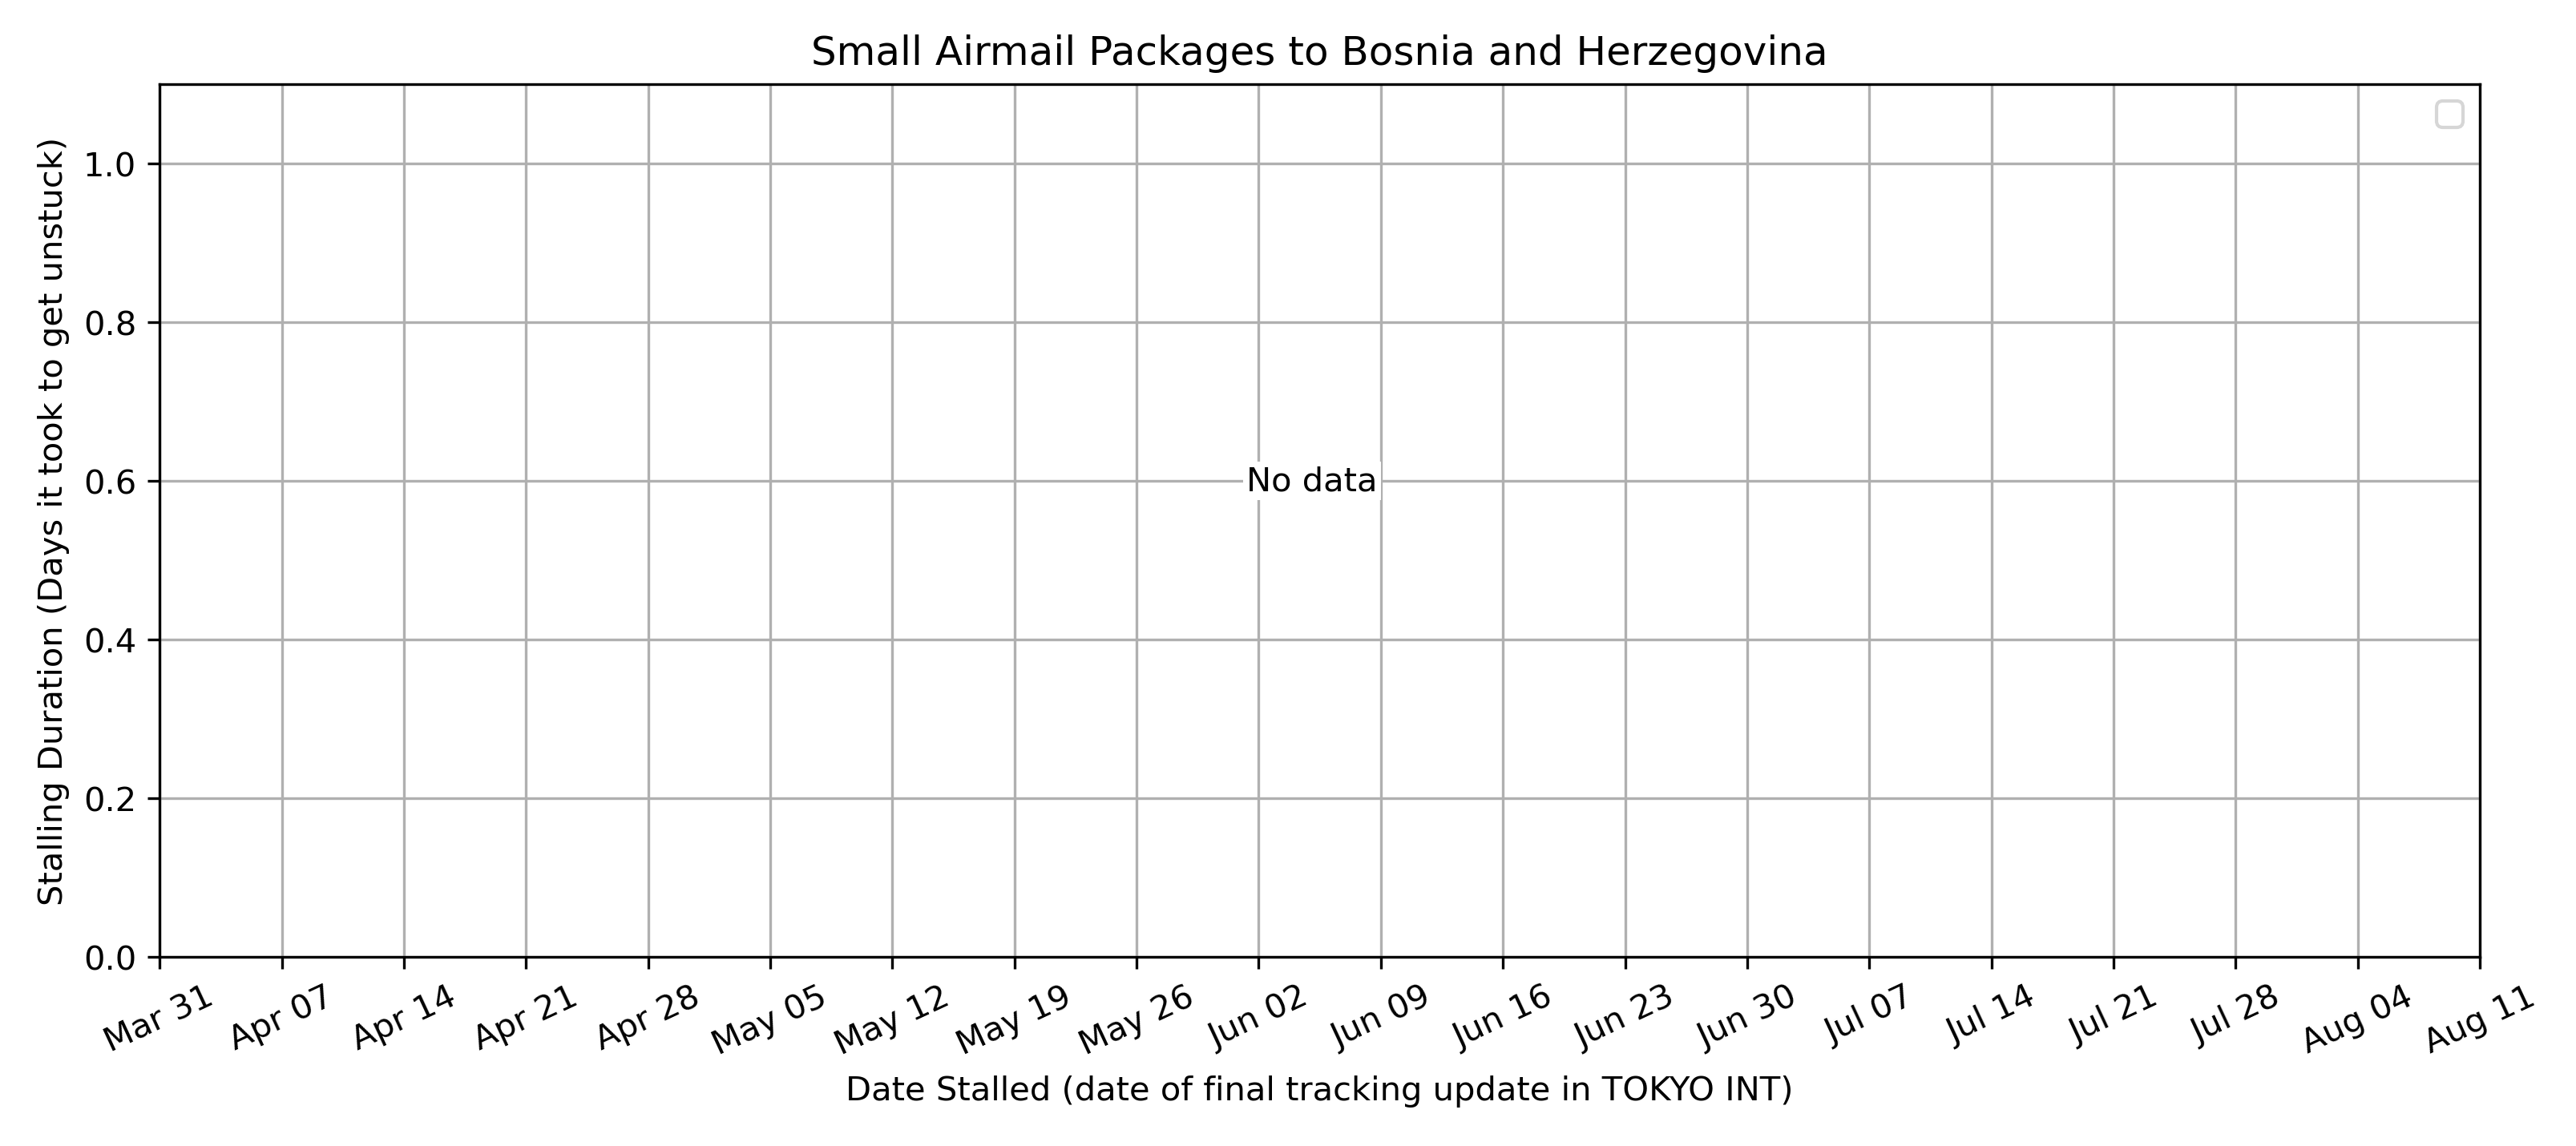 Small Airmail Packages to Bosnia and Herzegovina
Stalling Duration (Days it took to get unstuck)
1.0
0.8
0.6
0.4
0.2
0.0
No data
Mar 31
Apr 07
Apr 14
Apr 21
Apr 28
May 05
May 12
May 19
May 26
Jun 02
Jun 09
Jun 16
Jun 23
Jun 30
Jul 07
Jul 14
Jul 21
Jul 28
Aug 04
Aug 11
Date Stalled (date of final tracking update in TOKYO INT)